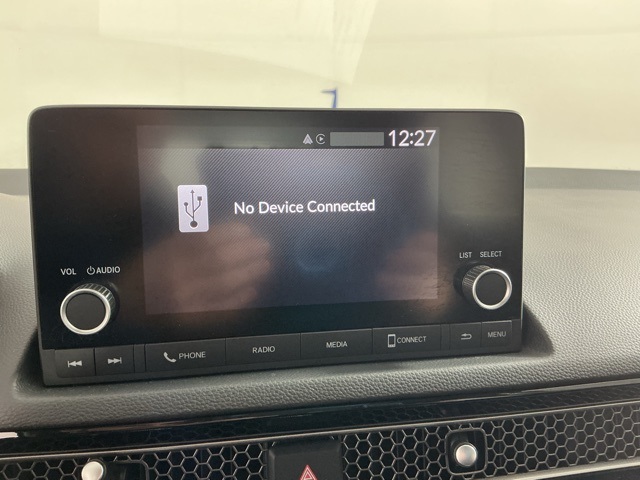 12:27
No Device Connected
VOL AUDIO
LIST SELECT
PHONE RADIO MEDIA CONNECT MENU